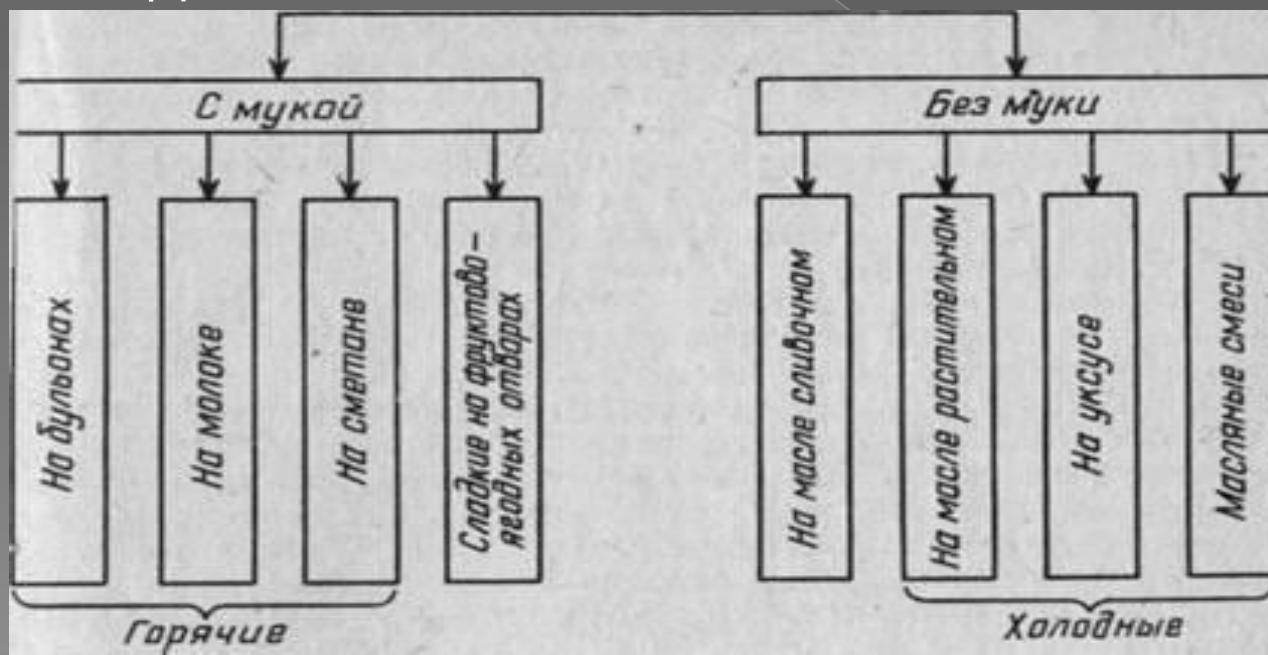 С мукой
Без муки
На бульонах
На молоке
На сметане
Сладкие на фруктово-
ягодных отварах
На масле сливочном
На масле растительном
На уксусе
Масляные смеси
Горячие
Холодные